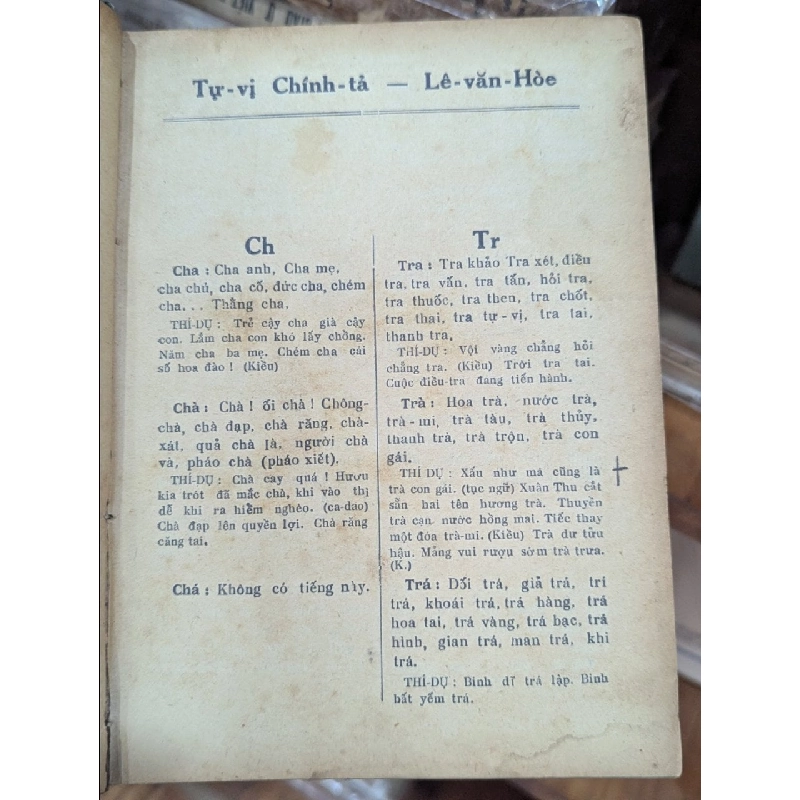 Tự-vị Chính-tả — Lê-văn-Hòe
Ch
Cha : Cha anh, Cha mẹ,
cha chủ, cha cố, đức cha, chém
cha... Thằng cha.
THÍ-DỤ : Trẻ cậy cha già cậy
con. Lắm cha con khó lấy chồng.
Năm cha ba mẹ. Chém cha cái
số hoa đào ! (Kiều)
Chà : Chà ! ối chà ! Chông-
chà, chà đạp, chà răng, chà-
xát, quả chà là, người chà
và, pháo chà (pháo xiết).
THÍ-DỤ : Chà cay quá ! Hươu
kia trót đã mắc chà, khi vào thị
dễ khi ra hiểm nghèo. (ca-dao)
Chà đạp lên quyền lợi. Chà răng
căng tai.
Chá : Không có tiếng này.
Tr
Tra : Tra khảo Tra xét, điều
tra, tra vấn, tra tấn, hỏi tra,
tra thuốc, tra then, tra chốt,
tra thai, tra tự-vị, tra tai,
thanh tra.
THÍ-DỤ : Vội vàng chẳng hỏi
chẳng tra. (Kiều) Trời tra tai.
Cuộc điều-tra đang tiến hành.
Trà : Hoa trà, nước trà,
trà-mi, trà tàu, trà thủy,
thanh trà, trà trộn, trà con
gái.
THÍ DỤ : Xấu như ma cũng là
trà con gái. (tục ngữ) Xuân Thu cắt
sẵn hai tên hương trà. Thuyền
trà cạn nước hồng mai. Tiếc thay
một đóa trà-mi. (Kiều) Trà dư tửu
hậu. Mảng vui rượu sớm trà trưa.
(K.)
Trá : Dối trá, giả trá, trí
trá, khoái trá, trá hàng, trá
hoa tai, trá vàng, trá bạc, trá
hình, gian trá, man trá, khi
trá.
THÍ-DỤ : Binh dĩ trá lập. Binh
bất yếm trá.